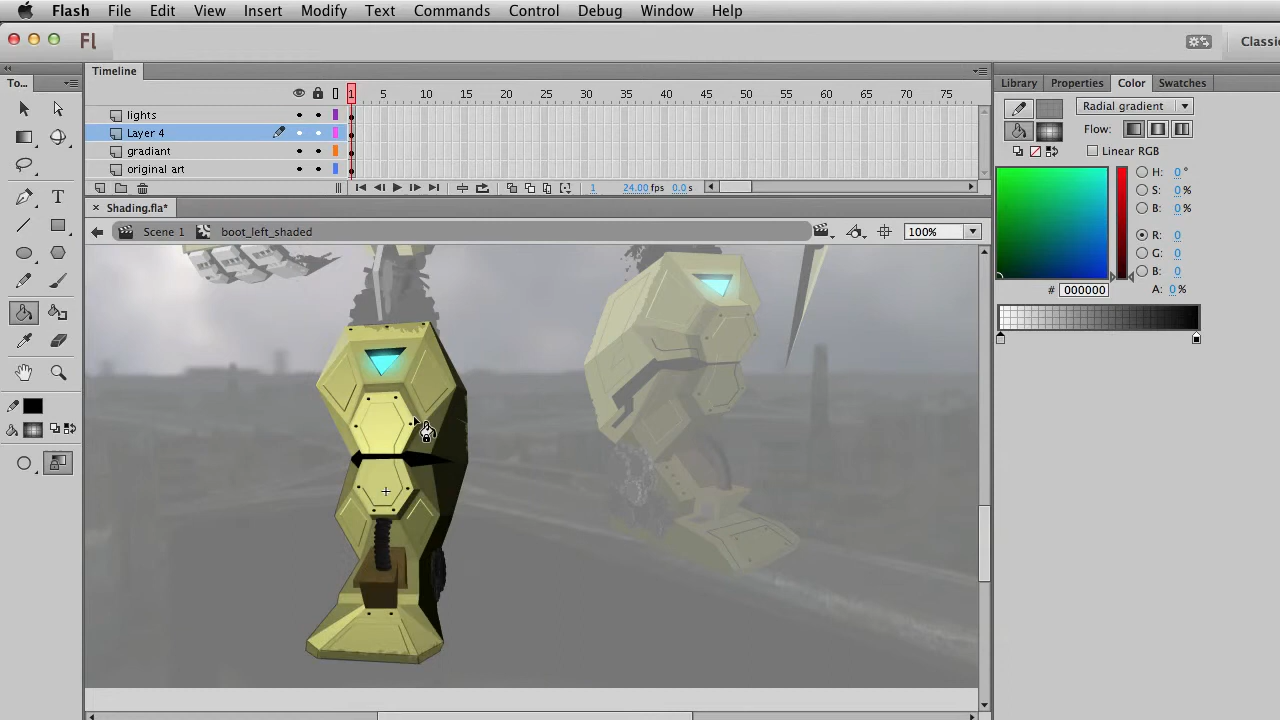 Flash File Edit View Insert Modify Text Commands Control Debug Window Help
Fl Classi
To... Timeline Library Properties Color Swatches
1 5 10 15 20 25 30 35 40 45 50 55 60 65 70 75
Radial gradient
lights
Flow:
Layer 4
Linear RGB
gradiant
original art
H: 0 °
S: 0 %
B: 0 %
1 24.00 fps 0.0 s
Shading.fla*
Scene 1 boot_left_shaded 100%
R: 0
G: 0
B: 0
# 000000 A: 0 %
T